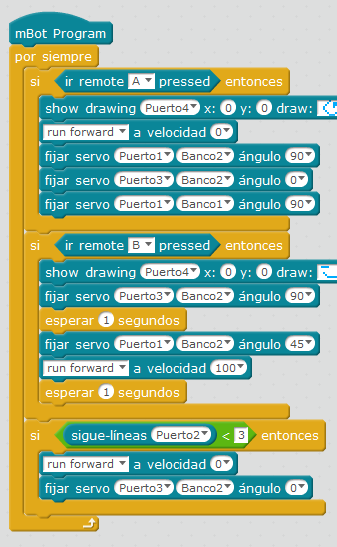 mBot Program
por siempre
si ir remote A pressed entonces
show drawing Puerto4 x: 0 y: 0 draw:
run forward a velocidad 0
fijar servo Puerto1 Banco2 ángulo 90
fijar servo Puerto1 Banco2 ángulo 0
fijar servo Puerto1 Banco1 ángulo 90
si ir remote B pressed entonces
show drawing Puerto4 x: 0 y: 0 draw:
fijar servo Puerto3 Banco2 ángulo 90
esperar 1 segundos
fijar servo Puerto1 Banco2 ángulo 45
run forward a velocidad 100
esperar 1 segundos
si sigue-líneas Puerto2 < 3 entonces
run forward a velocidad 0
fijar servo Puerto3 Banco2 ángulo 0